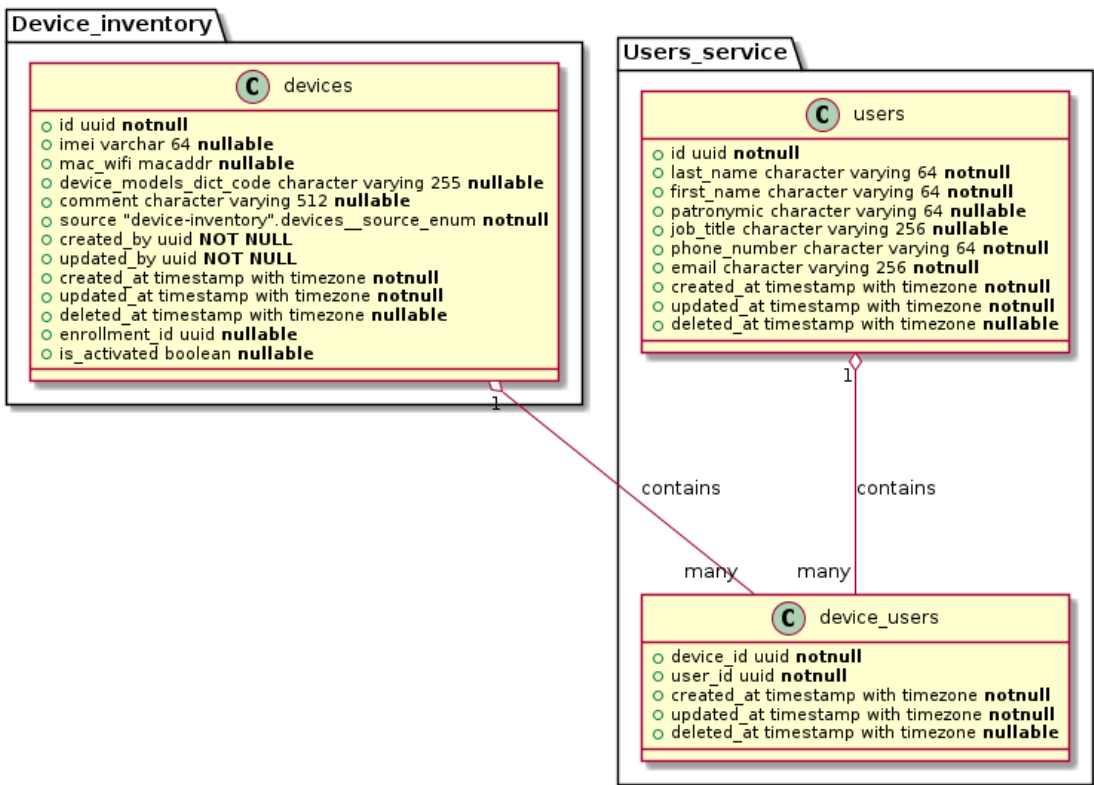 Device_inventory
C devices
id uuid notnull
imei varchar 64 nullable
mac_wifi macaddr nullable
device_models_dict_code character varying 255 nullable
comment character varying 512 nullable
source "device-inventory".devices__source_enum notnull
created_by uuid NOT NULL
updated_by uuid NOT NULL
created_at timestamp with timezone notnull
updated_at timestamp with timezone notnull
deleted_at timestamp with timezone nullable
enrollment_id uuid nullable
is_activated boolean nullable
1
Users_service
C users
id uuid notnull
last_name character varying 64 notnull
first_name character varying 64 notnull
patronymic character varying 64 nullable
job_title character varying 256 nullable
phone_number character varying 64 notnull
email character varying 256 notnull
created_at timestamp with timezone notnull
updated_at timestamp with timezone notnull
deleted_at timestamp with timezone nullable
1
contains
contains
many
many
C device_users
device_id uuid notnull
user_id uuid notnull
created_at timestamp with timezone notnull
updated_at timestamp with timezone notnull
deleted_at timestamp with timezone nullable